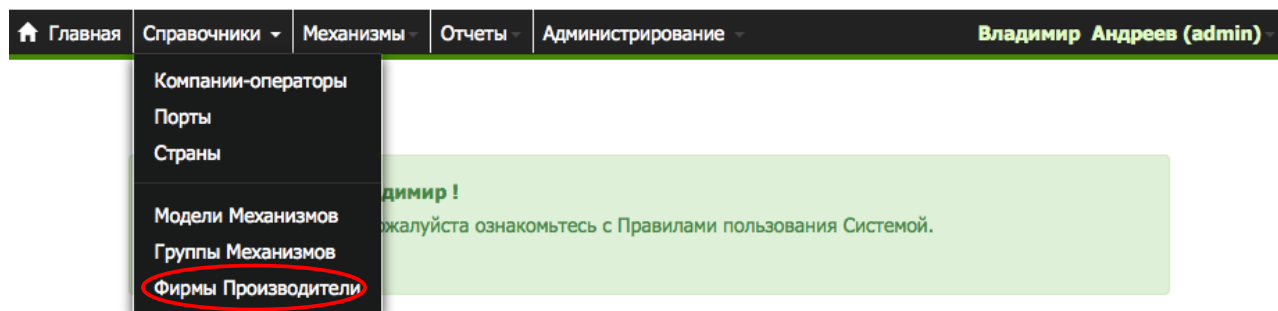 Главная Справочники Механизмы Отчеты Администрирование Владимир Андреев (admin)
Компании-операторы
Порты
Страны
димир !
Модели Механизмов
жалуйста ознакомьтесь с Правилами пользования Системой.
Группы Механизмов
Фирмы Производители